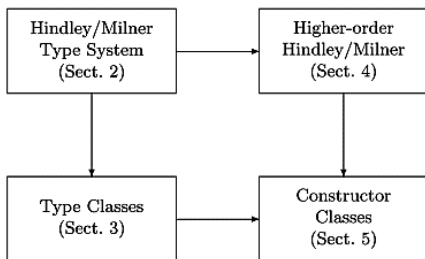 Hindley/Milner
Type System
(Sect. 2)
Higher-order
Hindley/Milner
(Sect. 4)
Type Classes
(Sect. 3)
Constructor
Classes
(Sect. 5)